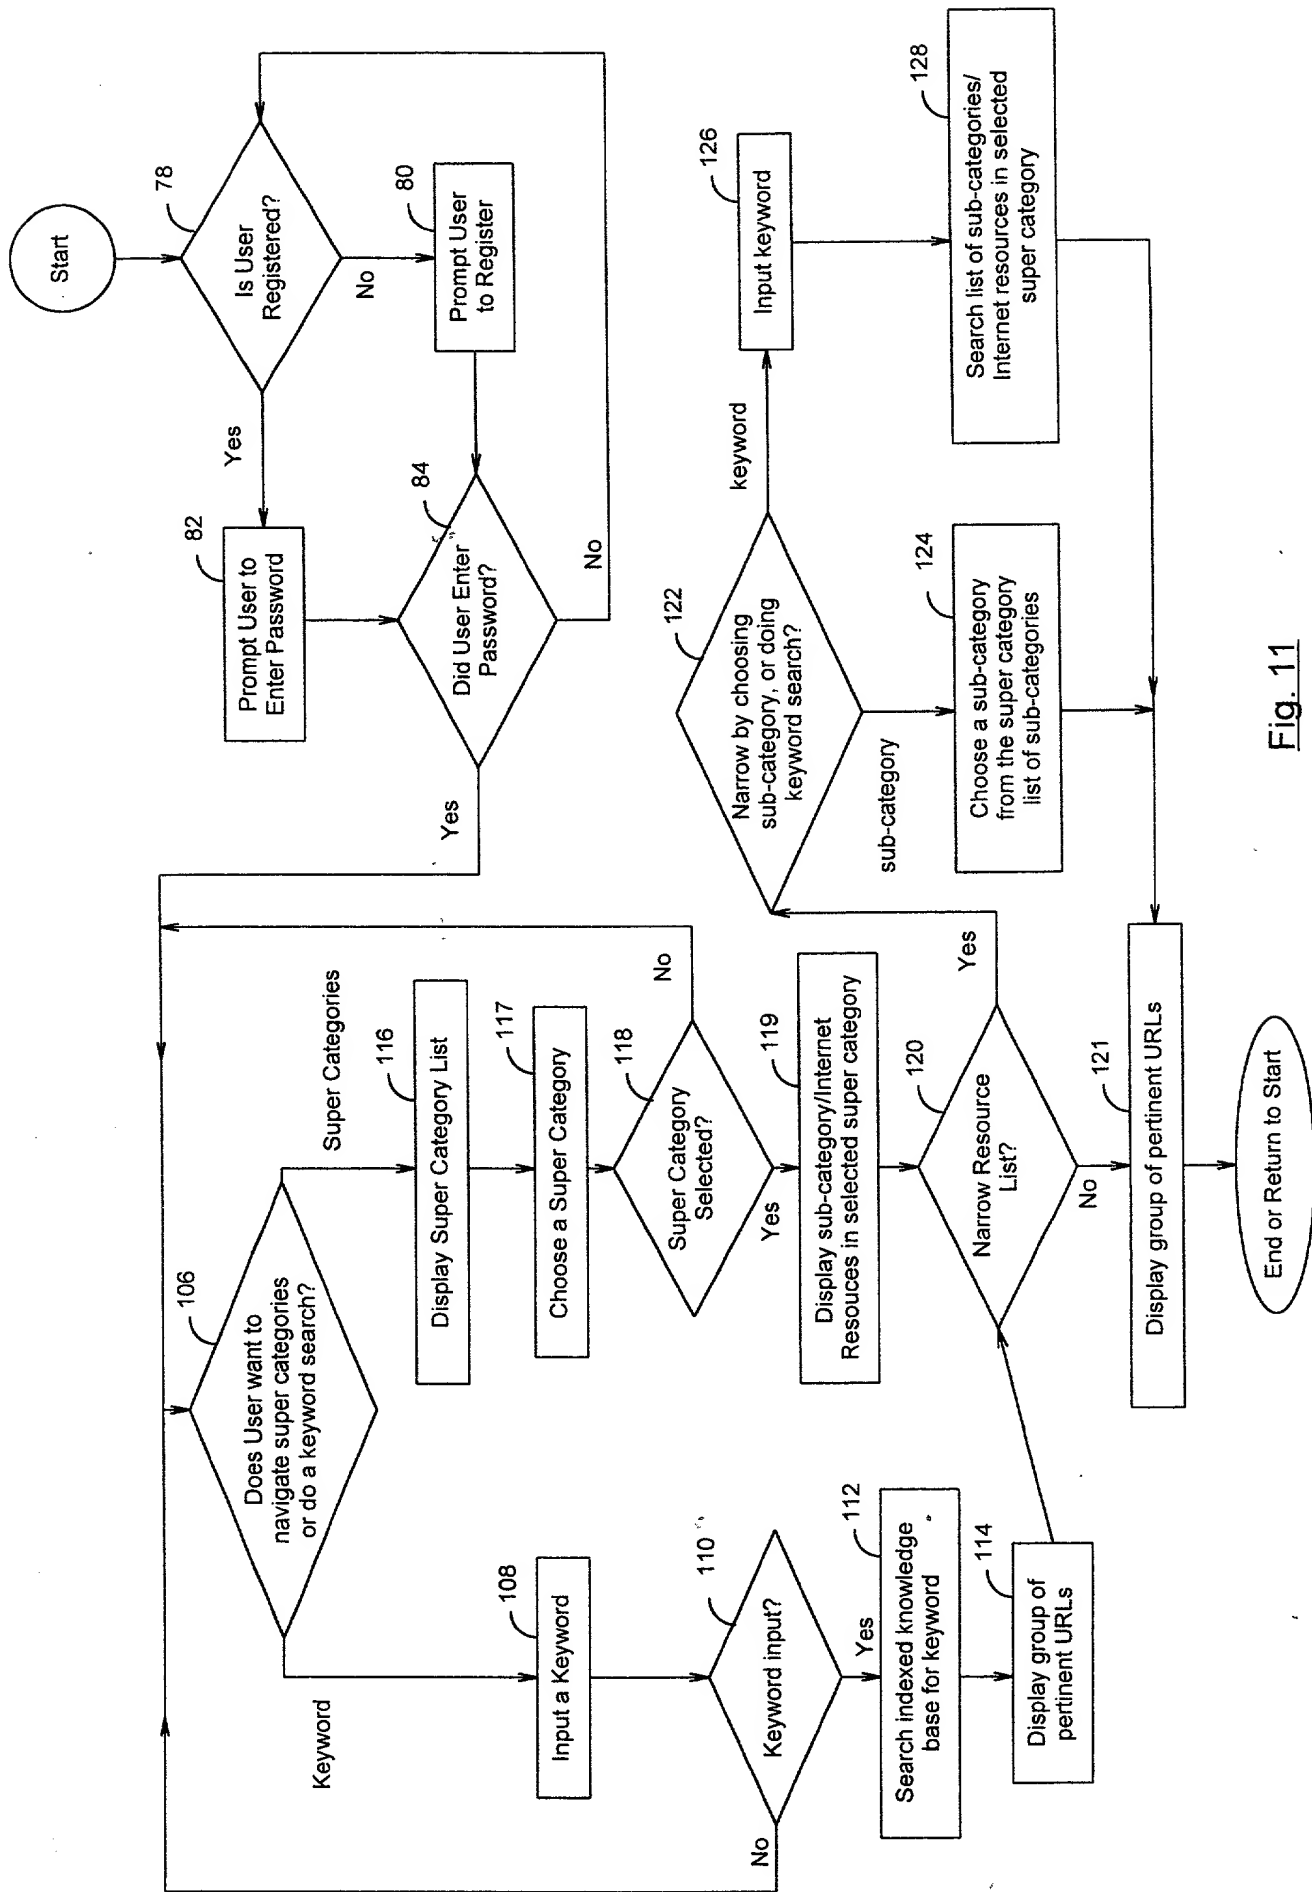 Start
78
Is User
Registered?
No
Yes
80
Prompt User
to Register
82
Prompt User to
Enter Password
84
Did User Enter
Password?
No
Yes
106
Does User want to
navigate super categories
or do a keyword search?
Super Categories
Keyword
116
Display Super Category List
117
Choose a Super Category
118
Super Category
Selected?
No
Yes
119
Display sub-category/Internet
Resouces in selected super category
120
Narrow Resource
List?
Yes
No
108
Input a Keyword
110
Keyword input?
No
Yes
112
Search indexed knowledge
base for keyword
114
Display group of
pertinent URLs
122
Narrow by choosing
sub-category, or doing
keyword search?
keyword
sub-category
126
Input keyword
128
Search list of sub-categories/
Internet resources in selected
super category
124
Choose a sub-category
from the super category
list of sub-categories
121
Display group of pertinent URLs
End or Return to Start
Fig. 11